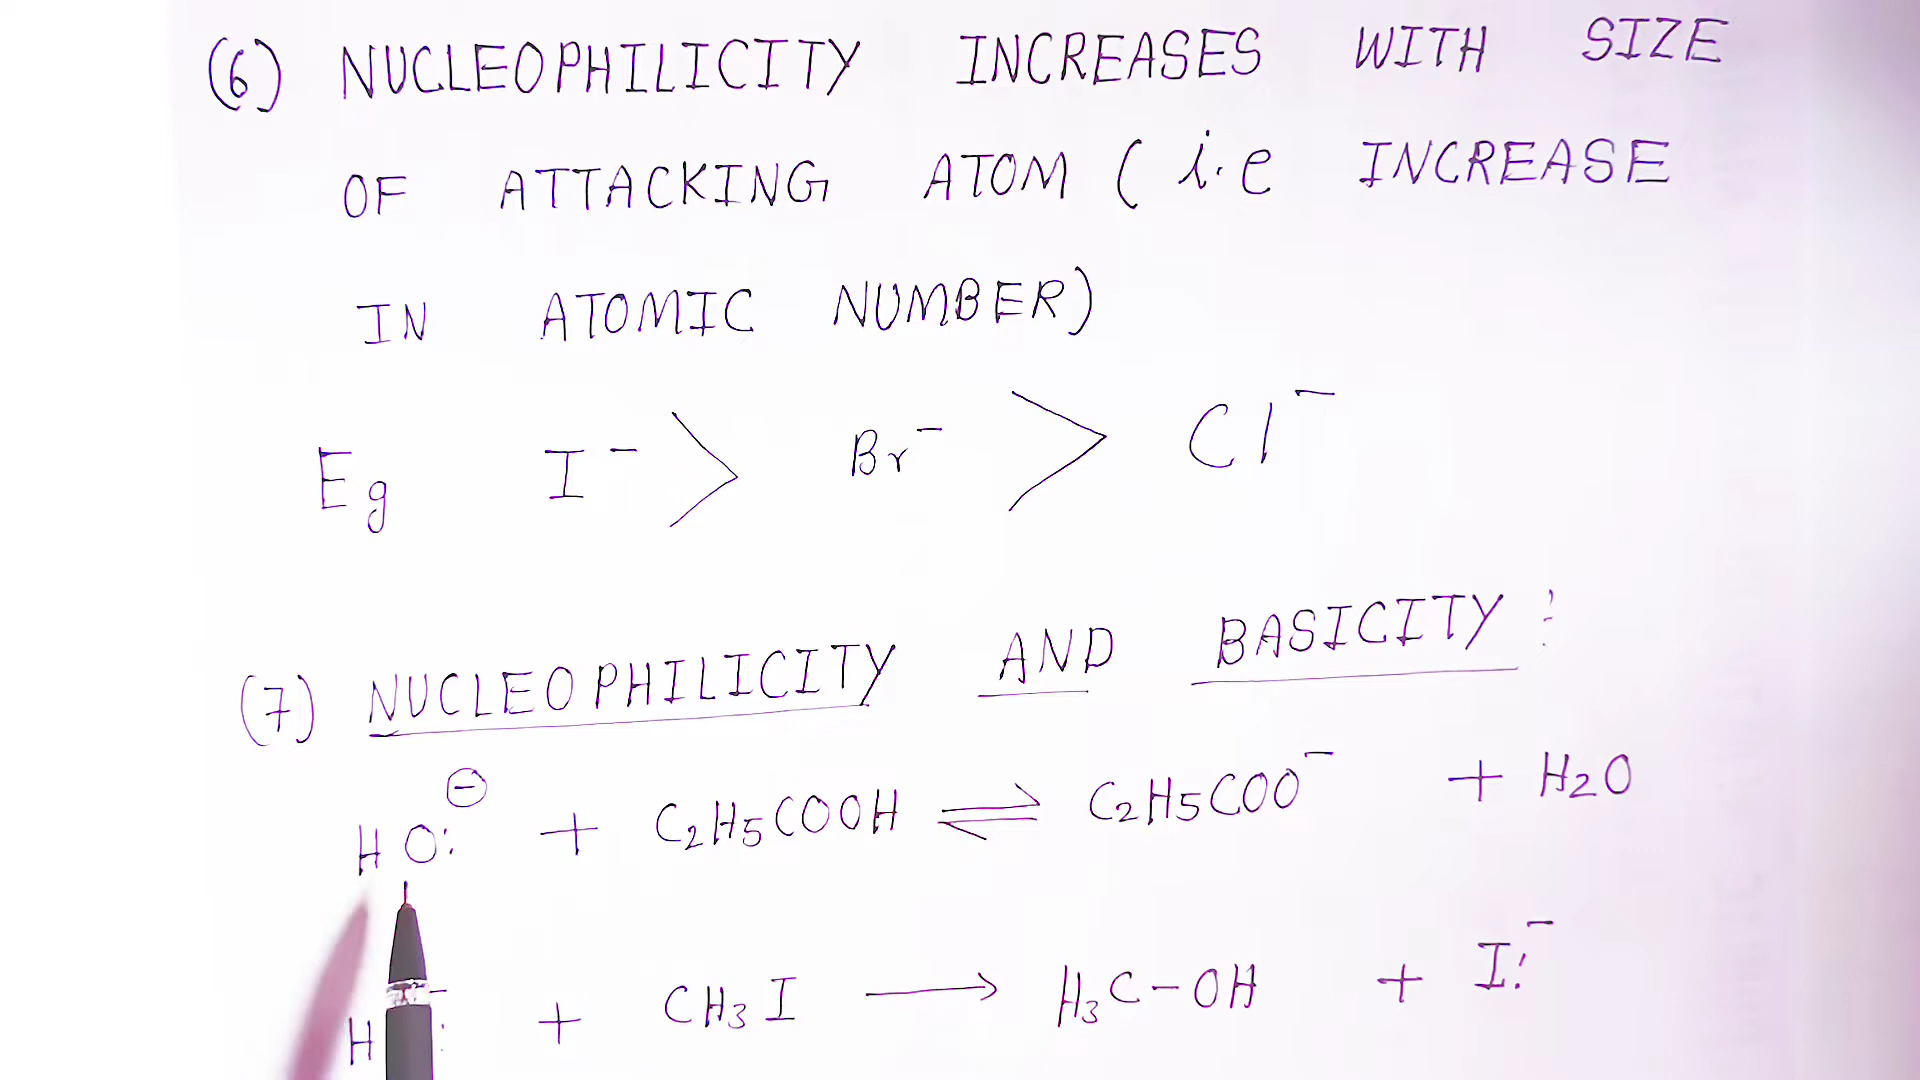 (6) NUCLEOPHILICITY INCREASES WITH SIZE
OF ATTACKING ATOM ( i.e INCREASE
IN ATOMIC NUMBER)
Eg I⁻ > Br⁻ > Cl⁻
(7) NUCLEOPHILICITY AND BASICITY :
HO:⊖ + C2H5COOH ⇌ C2H5COO⁻ + H2O
H + CH3I → H3C-OH + I:⁻